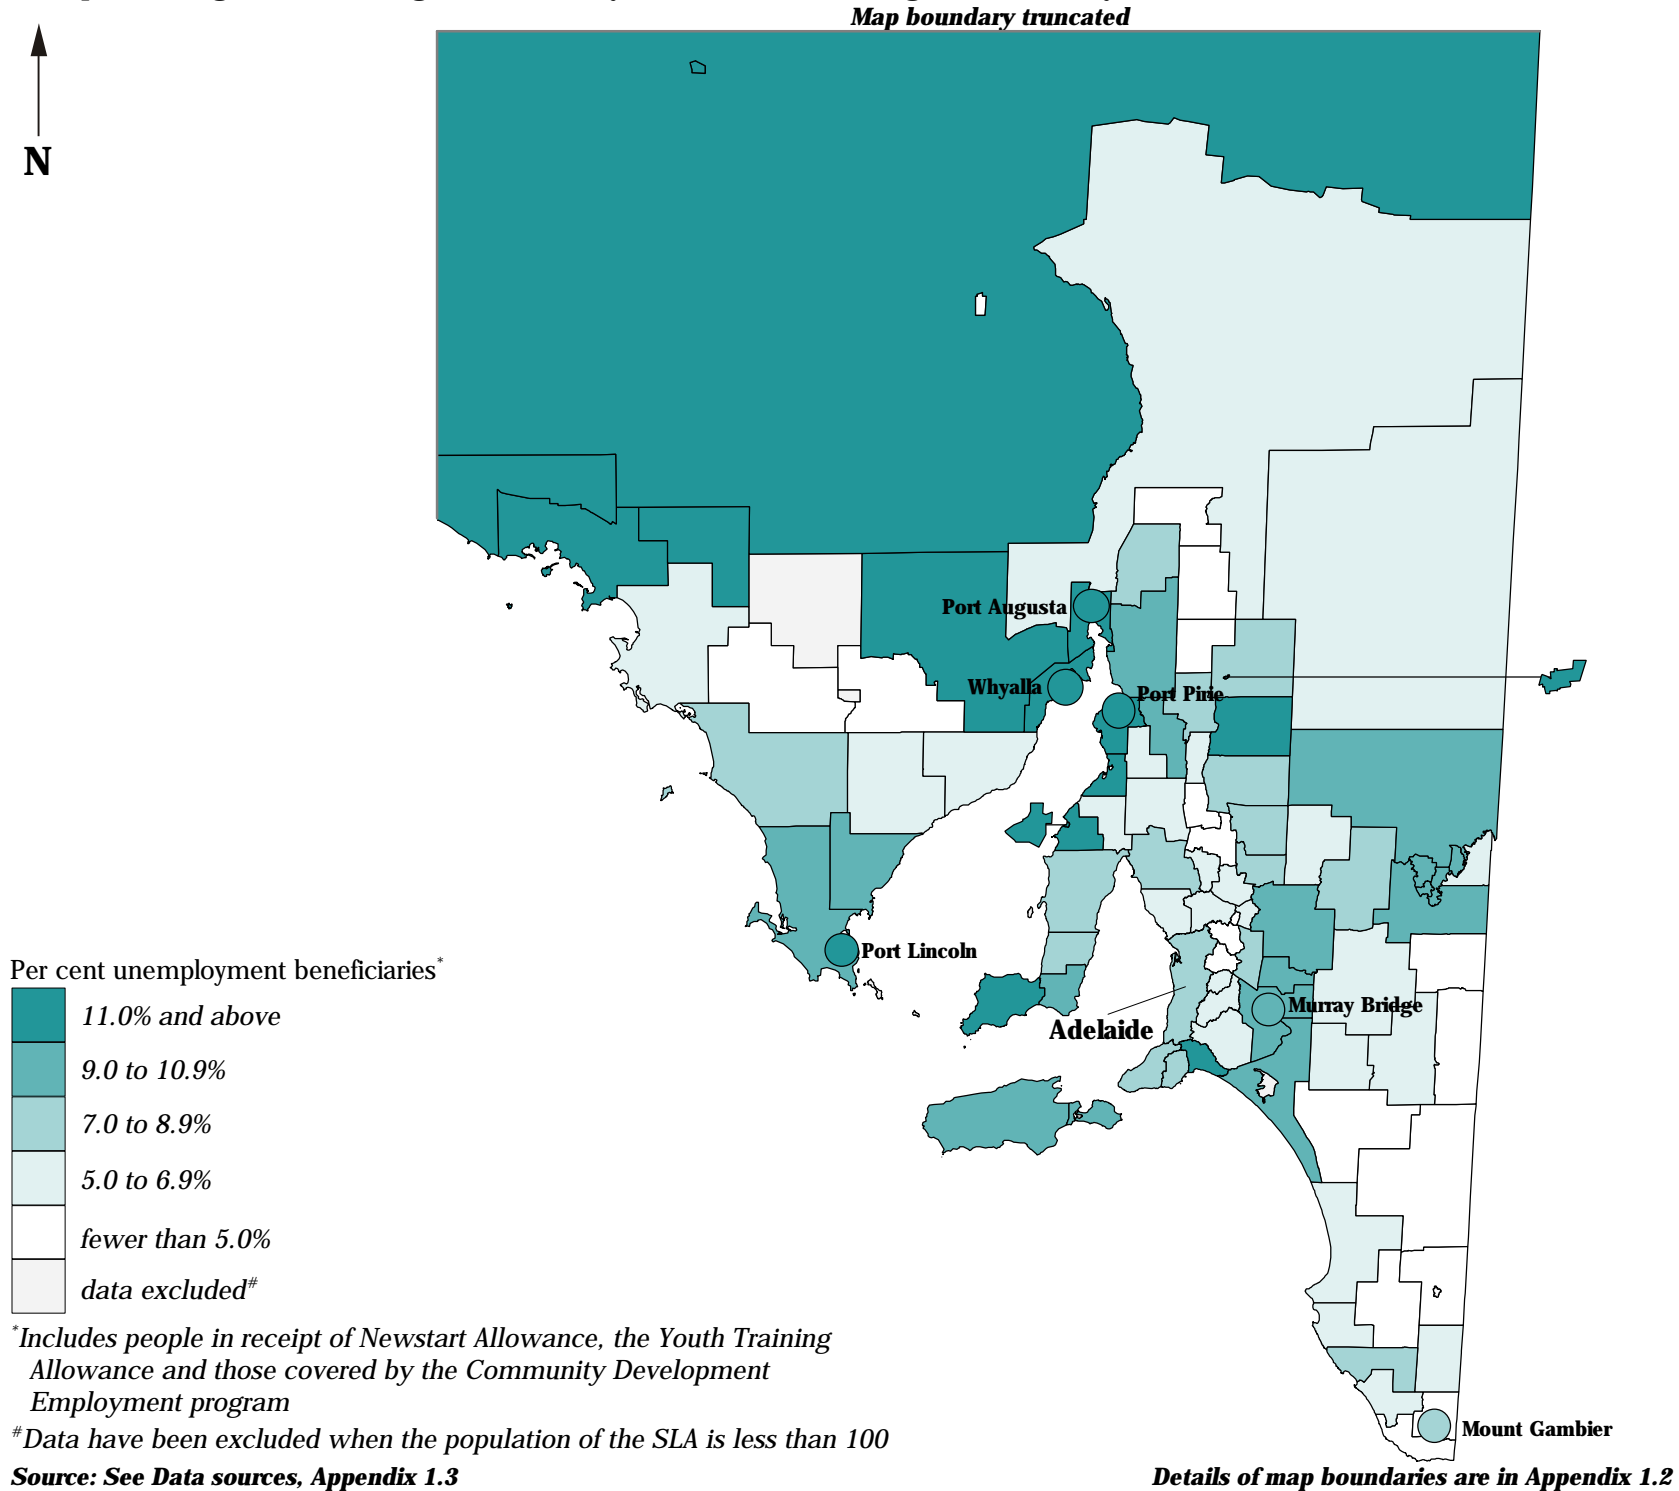 Map boundary truncated
N
Port Augusta
Whyalla
Port Pirie
Port Lincoln
Murray Bridge
Adelaide
Mount Gambier
Per cent unemployment beneficiaries*
11.0% and above
9.0 to 10.9%
7.0 to 8.9%
5.0 to 6.9%
fewer than 5.0%
data excluded#
*Includes people in receipt of Newstart Allowance, the Youth Training
Allowance and those covered by the Community Development
Employment program
#Data have been excluded when the population of the SLA is less than 100
Source: See Data sources, Appendix 1.3
Details of map boundaries are in Appendix 1.2